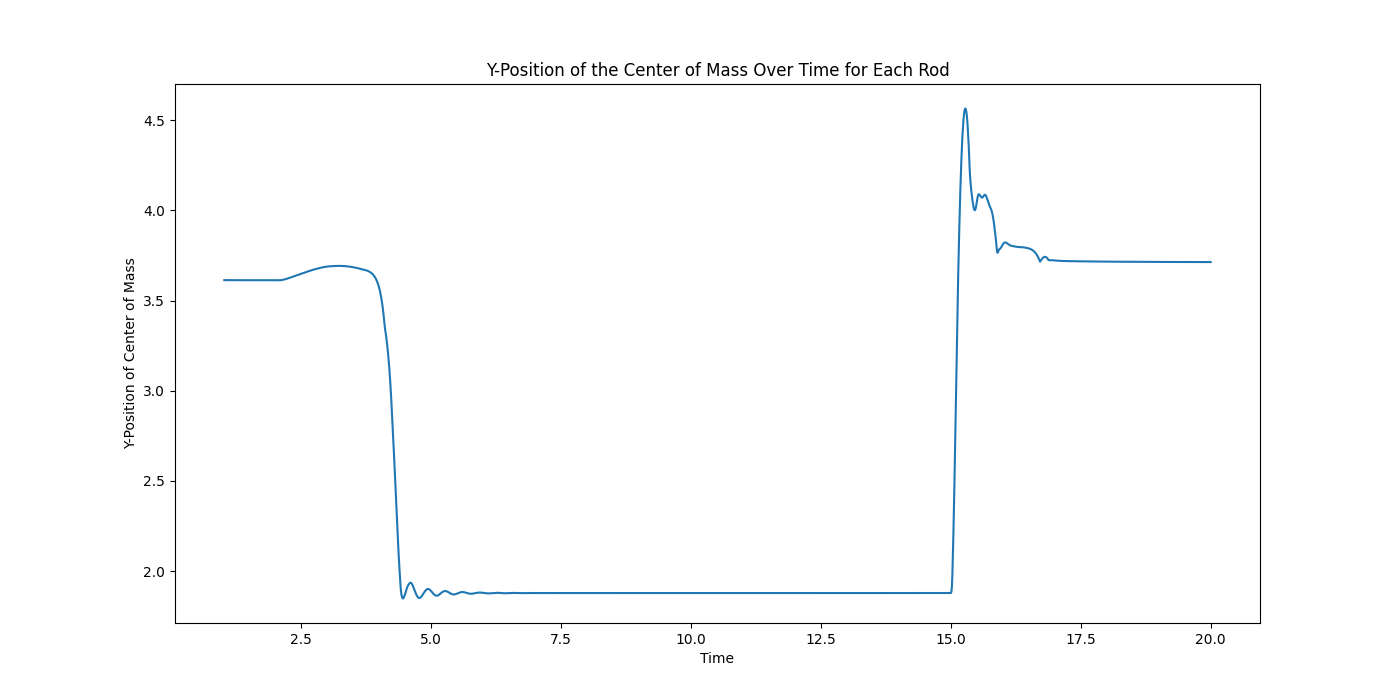 Y-Position of the Center of Mass Over Time for Each Rod
Y-Position of Center of Mass
4.5
4.0
3.5
3.0
2.5
2.0
2.5 5.0 7.5 10.0 12.5 15.0 17.5 20.0
Time